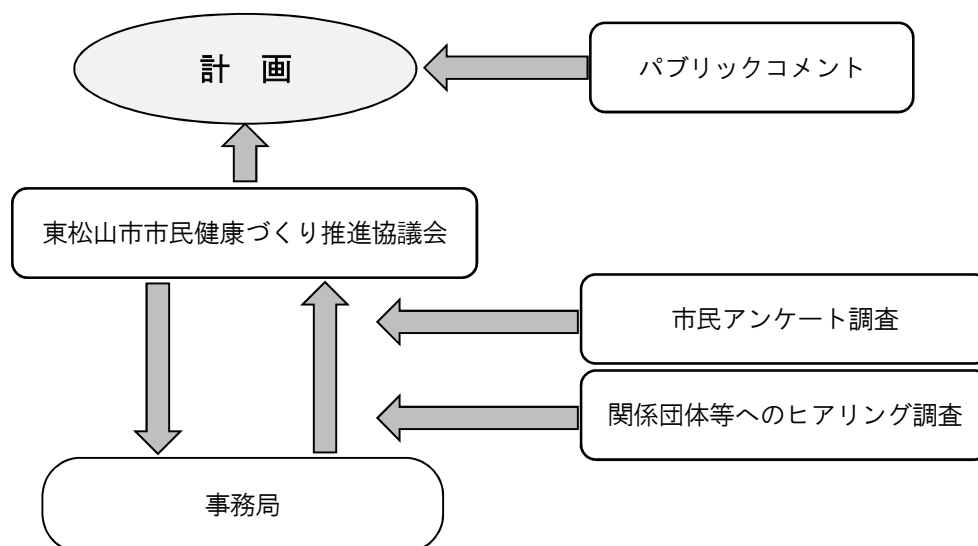 計　画
パブリックコメント
東松山市市民健康づくり推進協議会
市民アンケート調査
関係団体等へのヒアリング調査
事務局